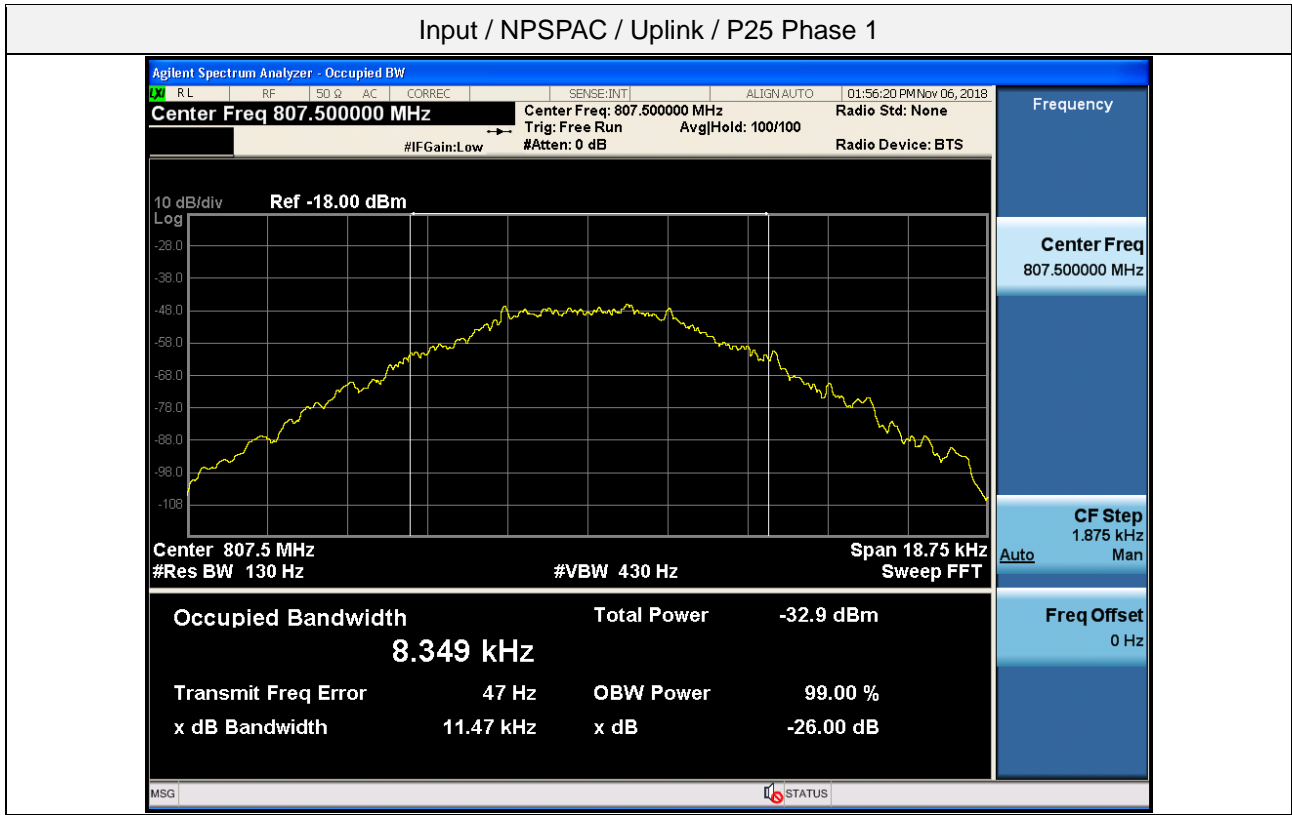 Input / NPSPAC / Uplink / P25 Phase 1
Agilent Spectrum Analyzer - Occupied BW
LXI RL RF 50 Ω AC CORREC SENSE:INT ALIGN AUTO 01:56:20 PM Nov 06, 2018
Center Freq 807.500000 MHz
Center Freq: 807.500000 MHz
Radio Std: None
Trig: Free Run Avg|Hold: 100/100
#IFGain:Low #Atten: 0 dB Radio Device: BTS
Frequency
10 dB/div Ref -18.00 dBm
Log
-28.0
-38.0
-48.0
-58.0
-68.0
-78.0
-88.0
-98.0
-108
Center 807.5 MHz Span 18.75 kHz
#Res BW 130 Hz #VBW 430 Hz Sweep FFT
Center Freq
807.500000 MHz
CF Step
1.875 kHz
Auto Man
Freq Offset
0 Hz
Occupied Bandwidth Total Power -32.9 dBm
8.349 kHz
Transmit Freq Error 47 Hz OBW Power 99.00 %
x dB Bandwidth 11.47 kHz x dB -26.00 dB
MSG STATUS